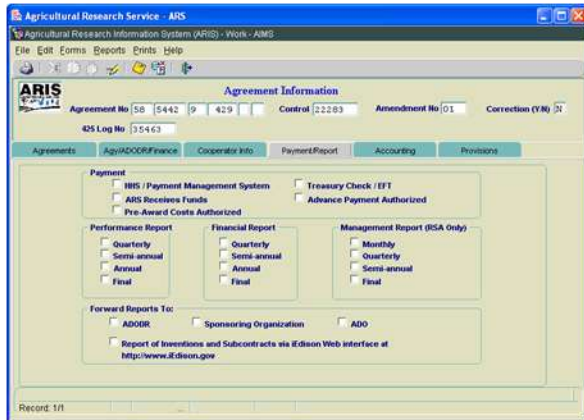 Agricultural Research Service - ARS
Agricultural Research Information System (ARIS) - Work - AIMS
File Edit Forms Reports Prints Help
ARIS
Agreement Information
Agreement No 58 5442 9 429 Control 22283 Amendment No 01 Correction (Y/N) N
425 Log No 35463
Agreements Agy/ADODR/Finance Cooperator Info Payment/Report Accounting Provisions
Payment
HHS / Payment Management System Treasury Check / EFT
ARS Receives Funds Advance Payment Authorized
Pre-Award Costs Authorized
Performance Report Financial Report Management Report (RSA Only)
Quarterly Quarterly Monthly
Semi-annual Semi-annual Quarterly
Annual Annual Semi-annual
Final Final Final
Forward Reports To:
ADODR Sponsoring Organization ADO
Report of Inventions and Subcontracts via iEdison Web interface at
http://www.iEdison.gov
Record: 1/1